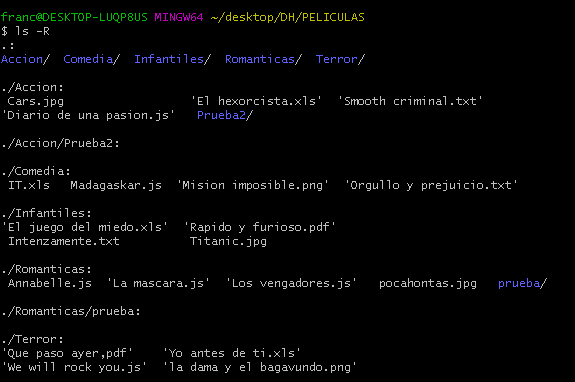 franc@DESKTOP-LUQP8US MINGW64 ~/desktop/DH/PELICULAS
$ ls -R
.:
Accion/  Comedia/  Infantiles/  Romanticas/  Terror/

./Accion:
 Cars.jpg                   'El hexorcista.xls'  'Smooth criminal.txt'
'Diario de una pasion.js'    Prueba2/

./Accion/Prueba2:

./Comedia:
 IT.xls   Madagaskar.js  'Mision imposible.png'  'Orgullo y prejuicio.txt'

./Infantiles:
'El juego del miedo.xls'  'Rapido y furioso.pdf'
 Intenzamente.txt          Titanic.jpg

./Romanticas:
 Annabelle.js  'La mascara.js'  'Los vengadores.js'   pocahontas.jpg   prueba/

./Romanticas/prueba:

./Terror:
'Que paso ayer,pdf'    'Yo antes de ti.xls'
'We will rock you.js'  'la dama y el bagavundo.png'